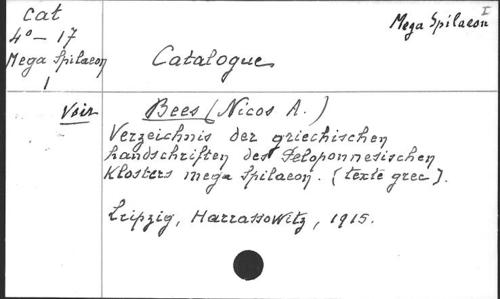 cat
4°-17
Mega Spilaeon
1
Mega Spilaeon I
Catalogue
Voir
Bees (Nicos A.)
Verzeichnis der griechischen
handschriften des Peloponnesischen
Klosters mega Spilaeon. (texte grec).
Leipzig, Harrassowitz, 1915.